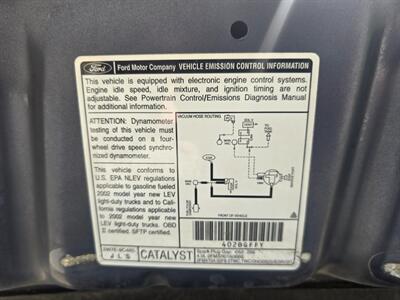 Ford
Ford Motor Company VEHICLE EMISSION CONTROL INFORMATION
This vehicle is equipped with electronic engine control systems.
Engine idle speed, idle mixture, and ignition timing are not
adjustable. See Powertrain Control/Emissions Diagnosis Manual
for additional information.
ATTENTION: Dynamometer
testing of this vehicle must
be conducted on a four-
wheel drive speed synchro-
nized dynamometer.
This vehicle conforms to
U.S. EPA NLEV regulations
applicable to gasoline fueled
2002 model year new LEV
light-duty trucks and to Cali-
fornia regulations applicable
to 2002 model year new
LEV light-duty trucks. OBD
II certified. SFTP certified.
VACUUM HOSE ROUTING
FRONT OF VEHICLE
JLS
CATALYST
Spark Plug Gap: